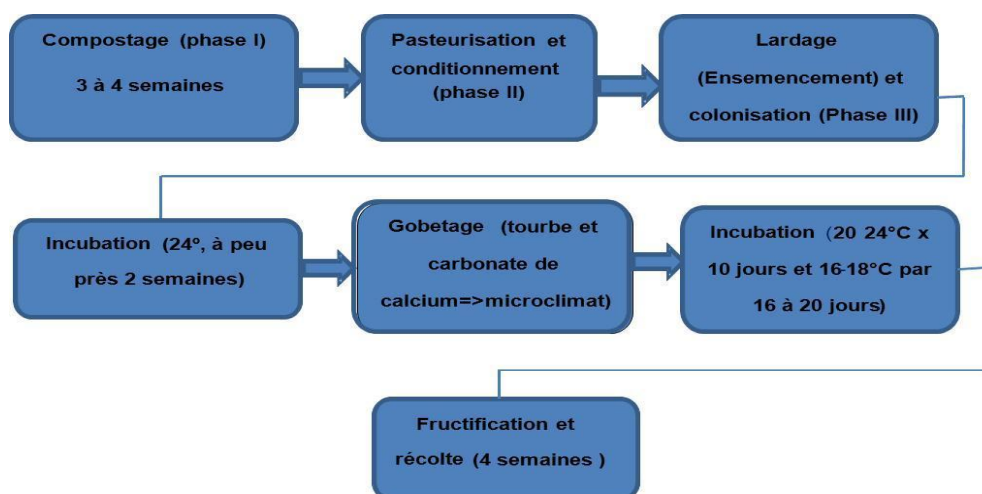 Compostage (phase I)
3 à 4 semaines
Pasteurisation et
conditionnement
(phase II)
Lardage
(Ensemencement) et
colonisation (Phase III)
Incubation (24º, à peu
près 2 semaines)
Gobetage (tourbe et
carbonate de
calcium=>microclimat)
Incubation (20 24°C x
10 jours et 16-18°C par
16 à 20 jours)
Fructification et
récolte (4 semaines )